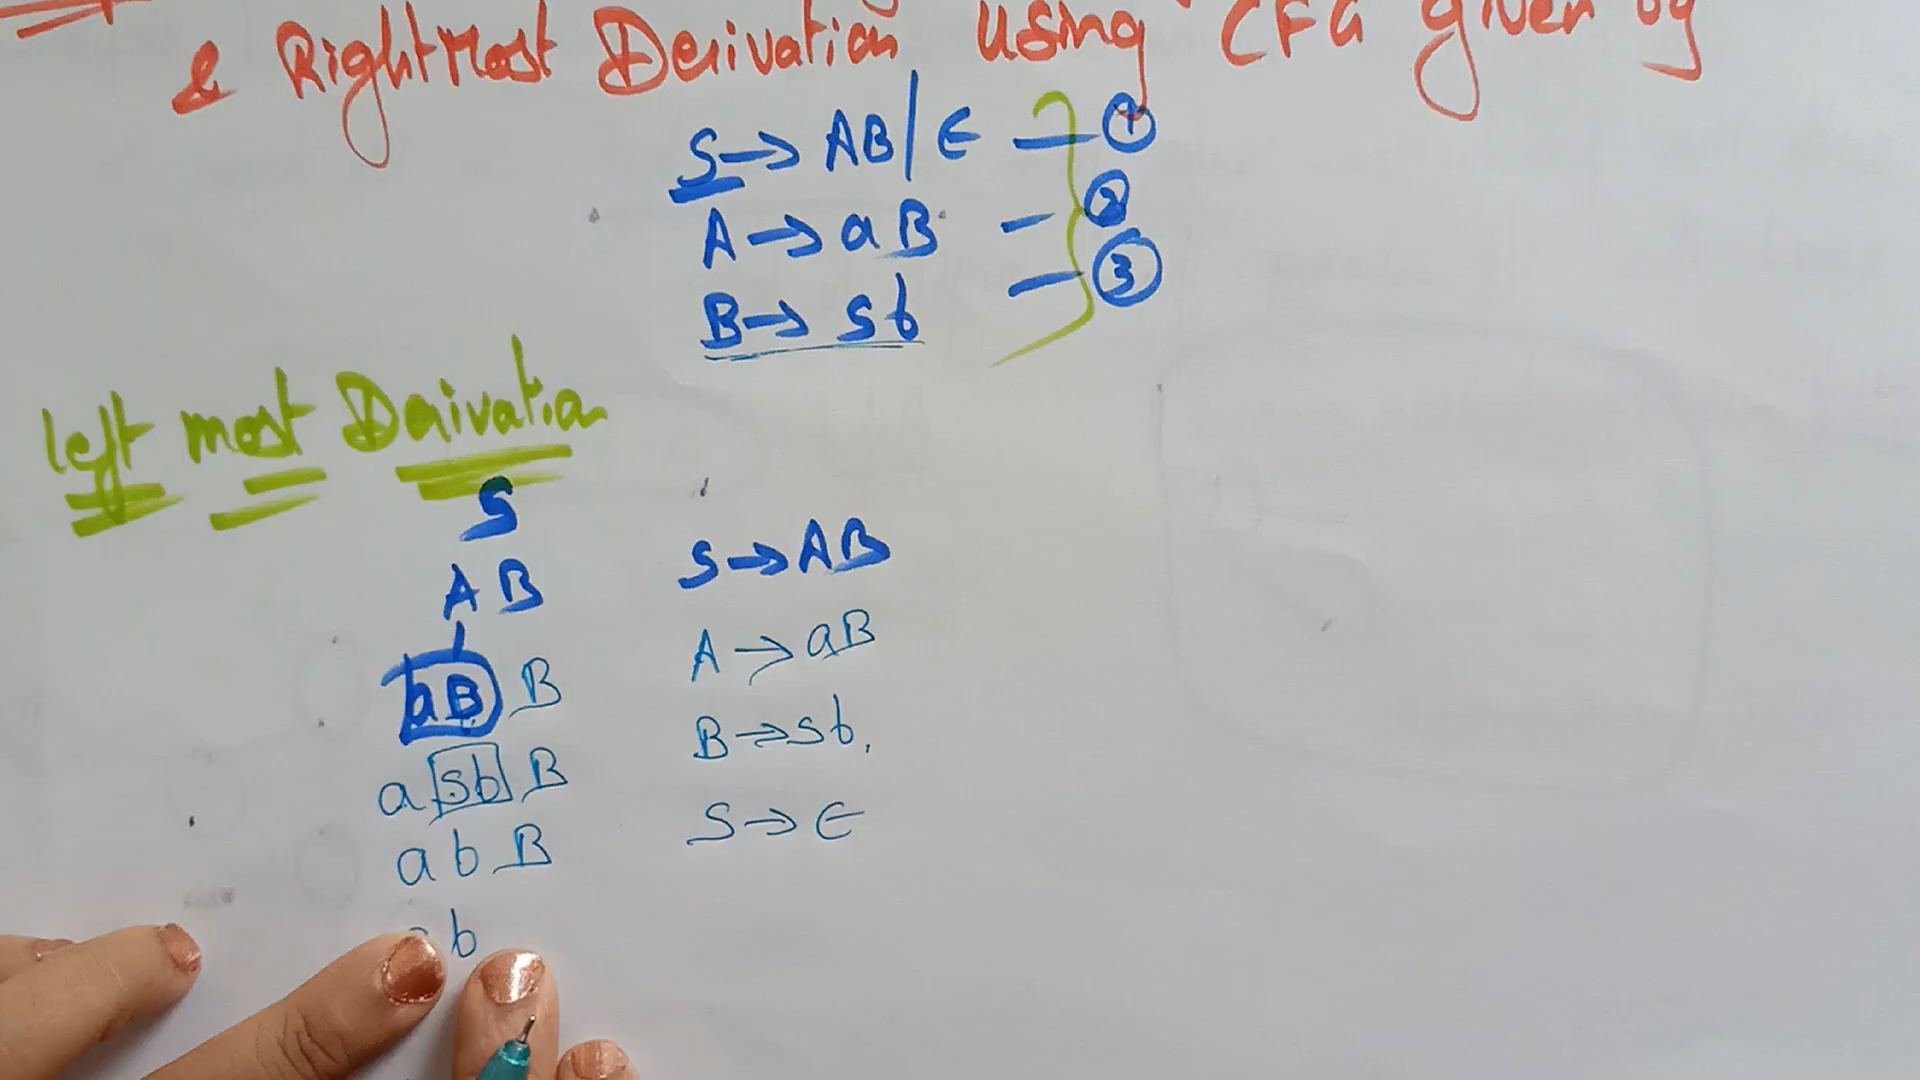 & RightMost Derivation using CFG given by
S → AB/ϵ — ①
A → aB — ②
B → Sb — ③
left most Derivation
S
AB S → AB
aB B A → aB
a Sb B B → Sb.
a b B S → ϵ
b